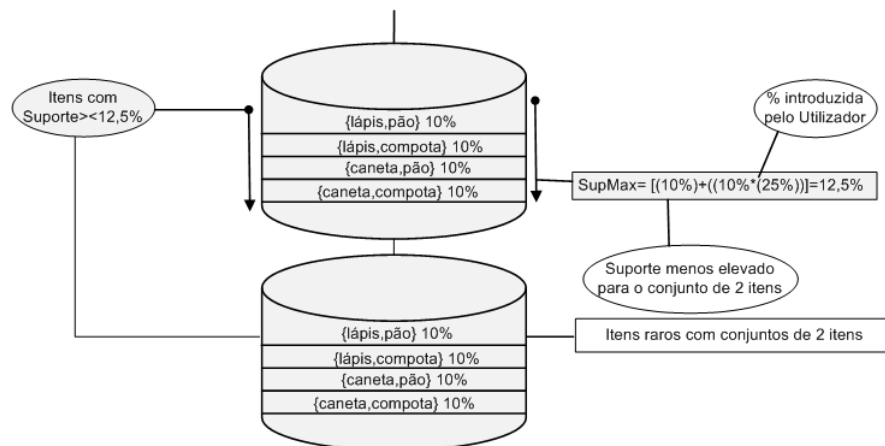 Itens com
Suporte><12,5%
{lápis,pão} 10%
{lápis,compota} 10%
{caneta,pão} 10%
{caneta,compota} 10%
% introduzida
pelo Utilizador
SupMax= [(10%)+((10%*(25%))]=12,5%
Suporte menos elevado
para o conjunto de 2 itens
{lápis,pão} 10%
{lápis,compota} 10%
{caneta,pão} 10%
{caneta,compota} 10%
Itens raros com conjuntos de 2 itens